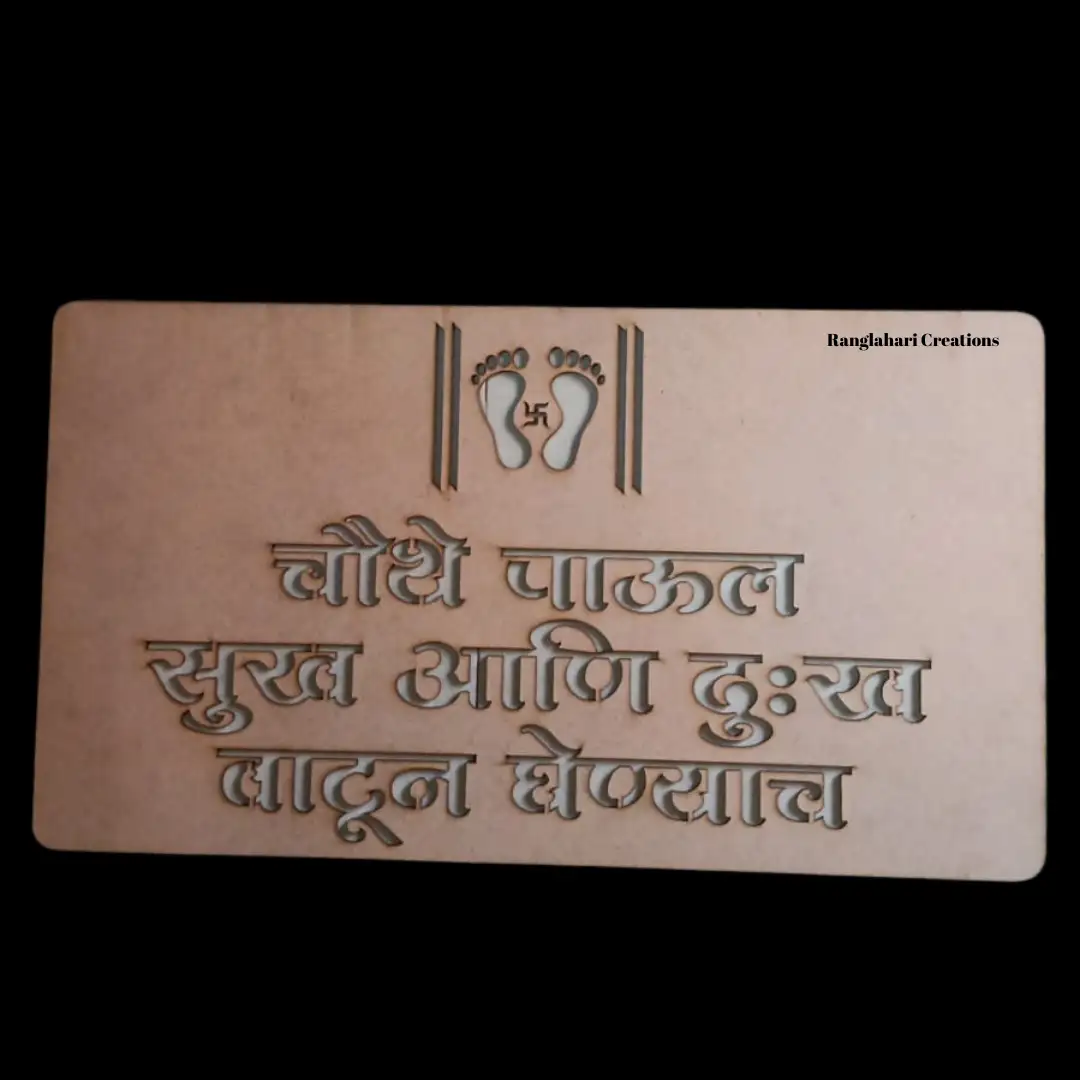 Ranglahari Creations
चौथे पाऊल
सुख आणि दुःख
वाटून घेण्याच